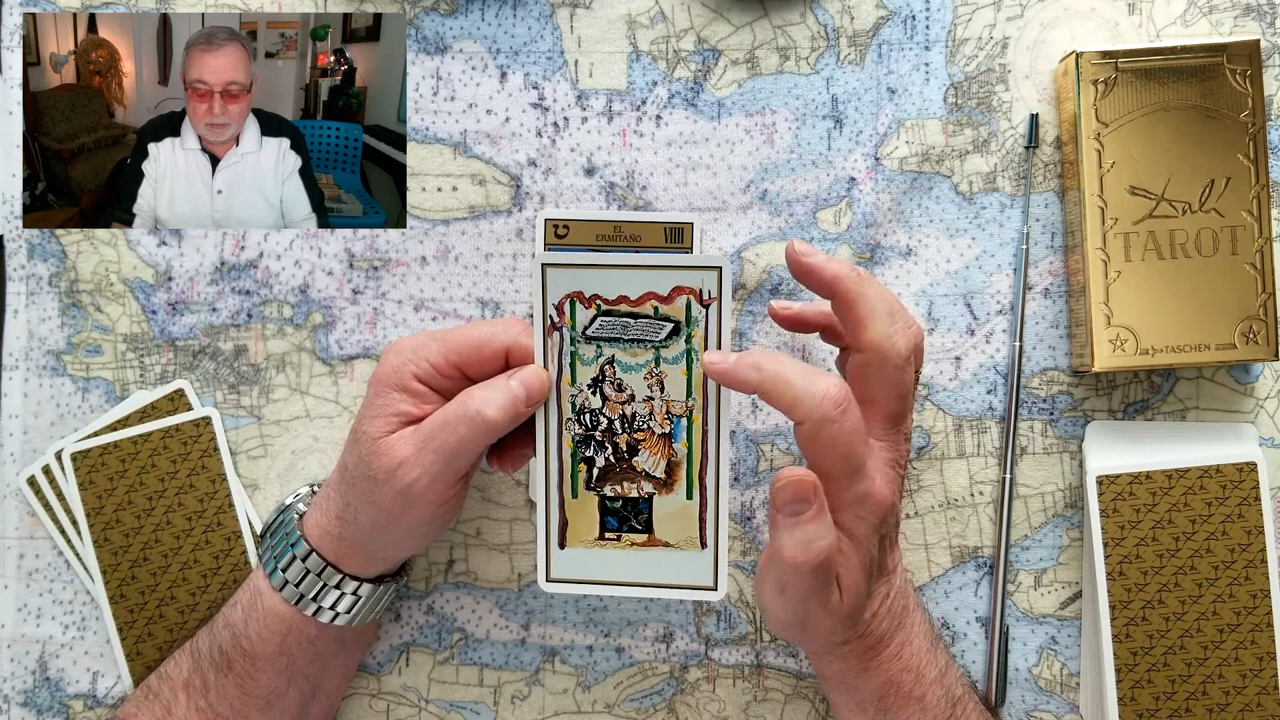 EL
ERMITAÑO
VIIII
Dalí
TAROT
TASCHEN